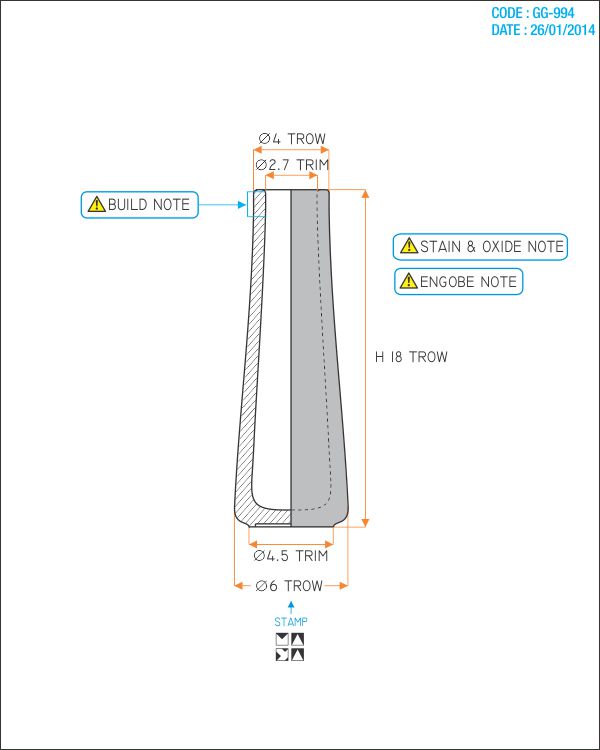 CODE : GG-994
DATE : 26/01/2014
Ø4 TROW
Ø2.7 TRIM
BUILD NOTE
STAIN & OXIDE NOTE
ENGOBE NOTE
H 18 TROW
Ø4.5 TRIM
Ø6 TROW
STAMP